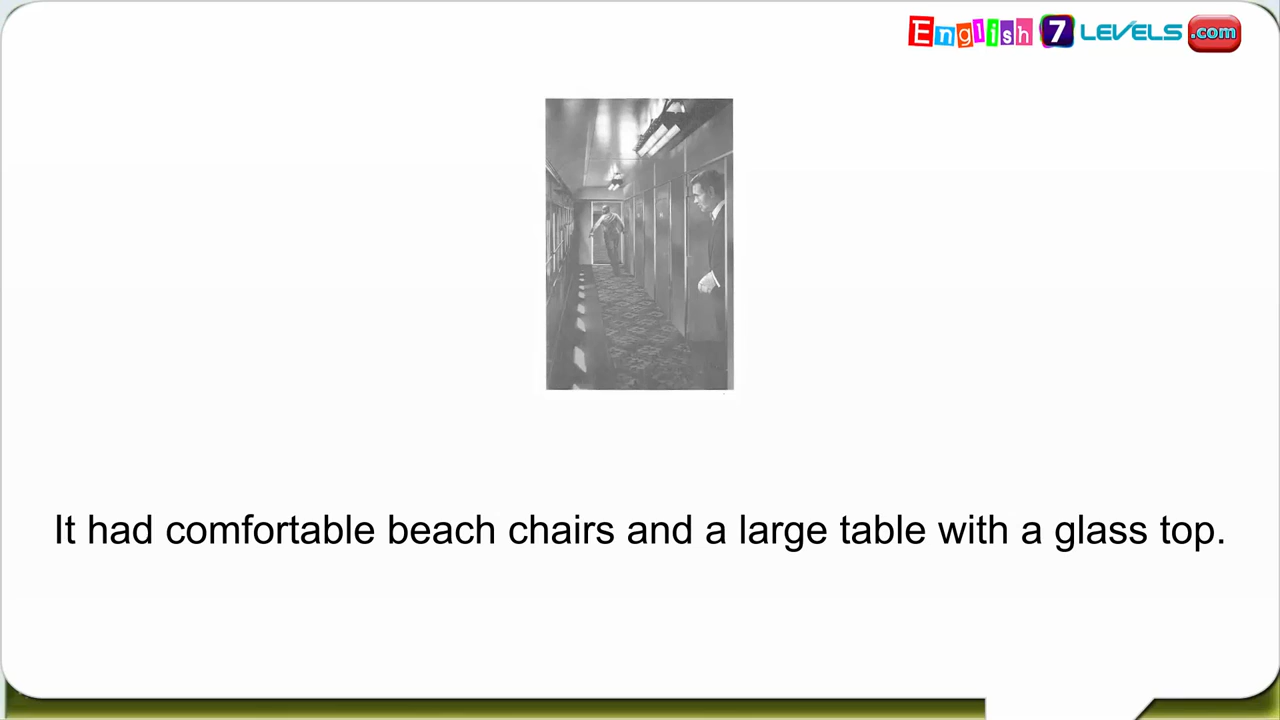 English 7 LEVELS .com
It had comfortable beach chairs and a large table with a glass top.